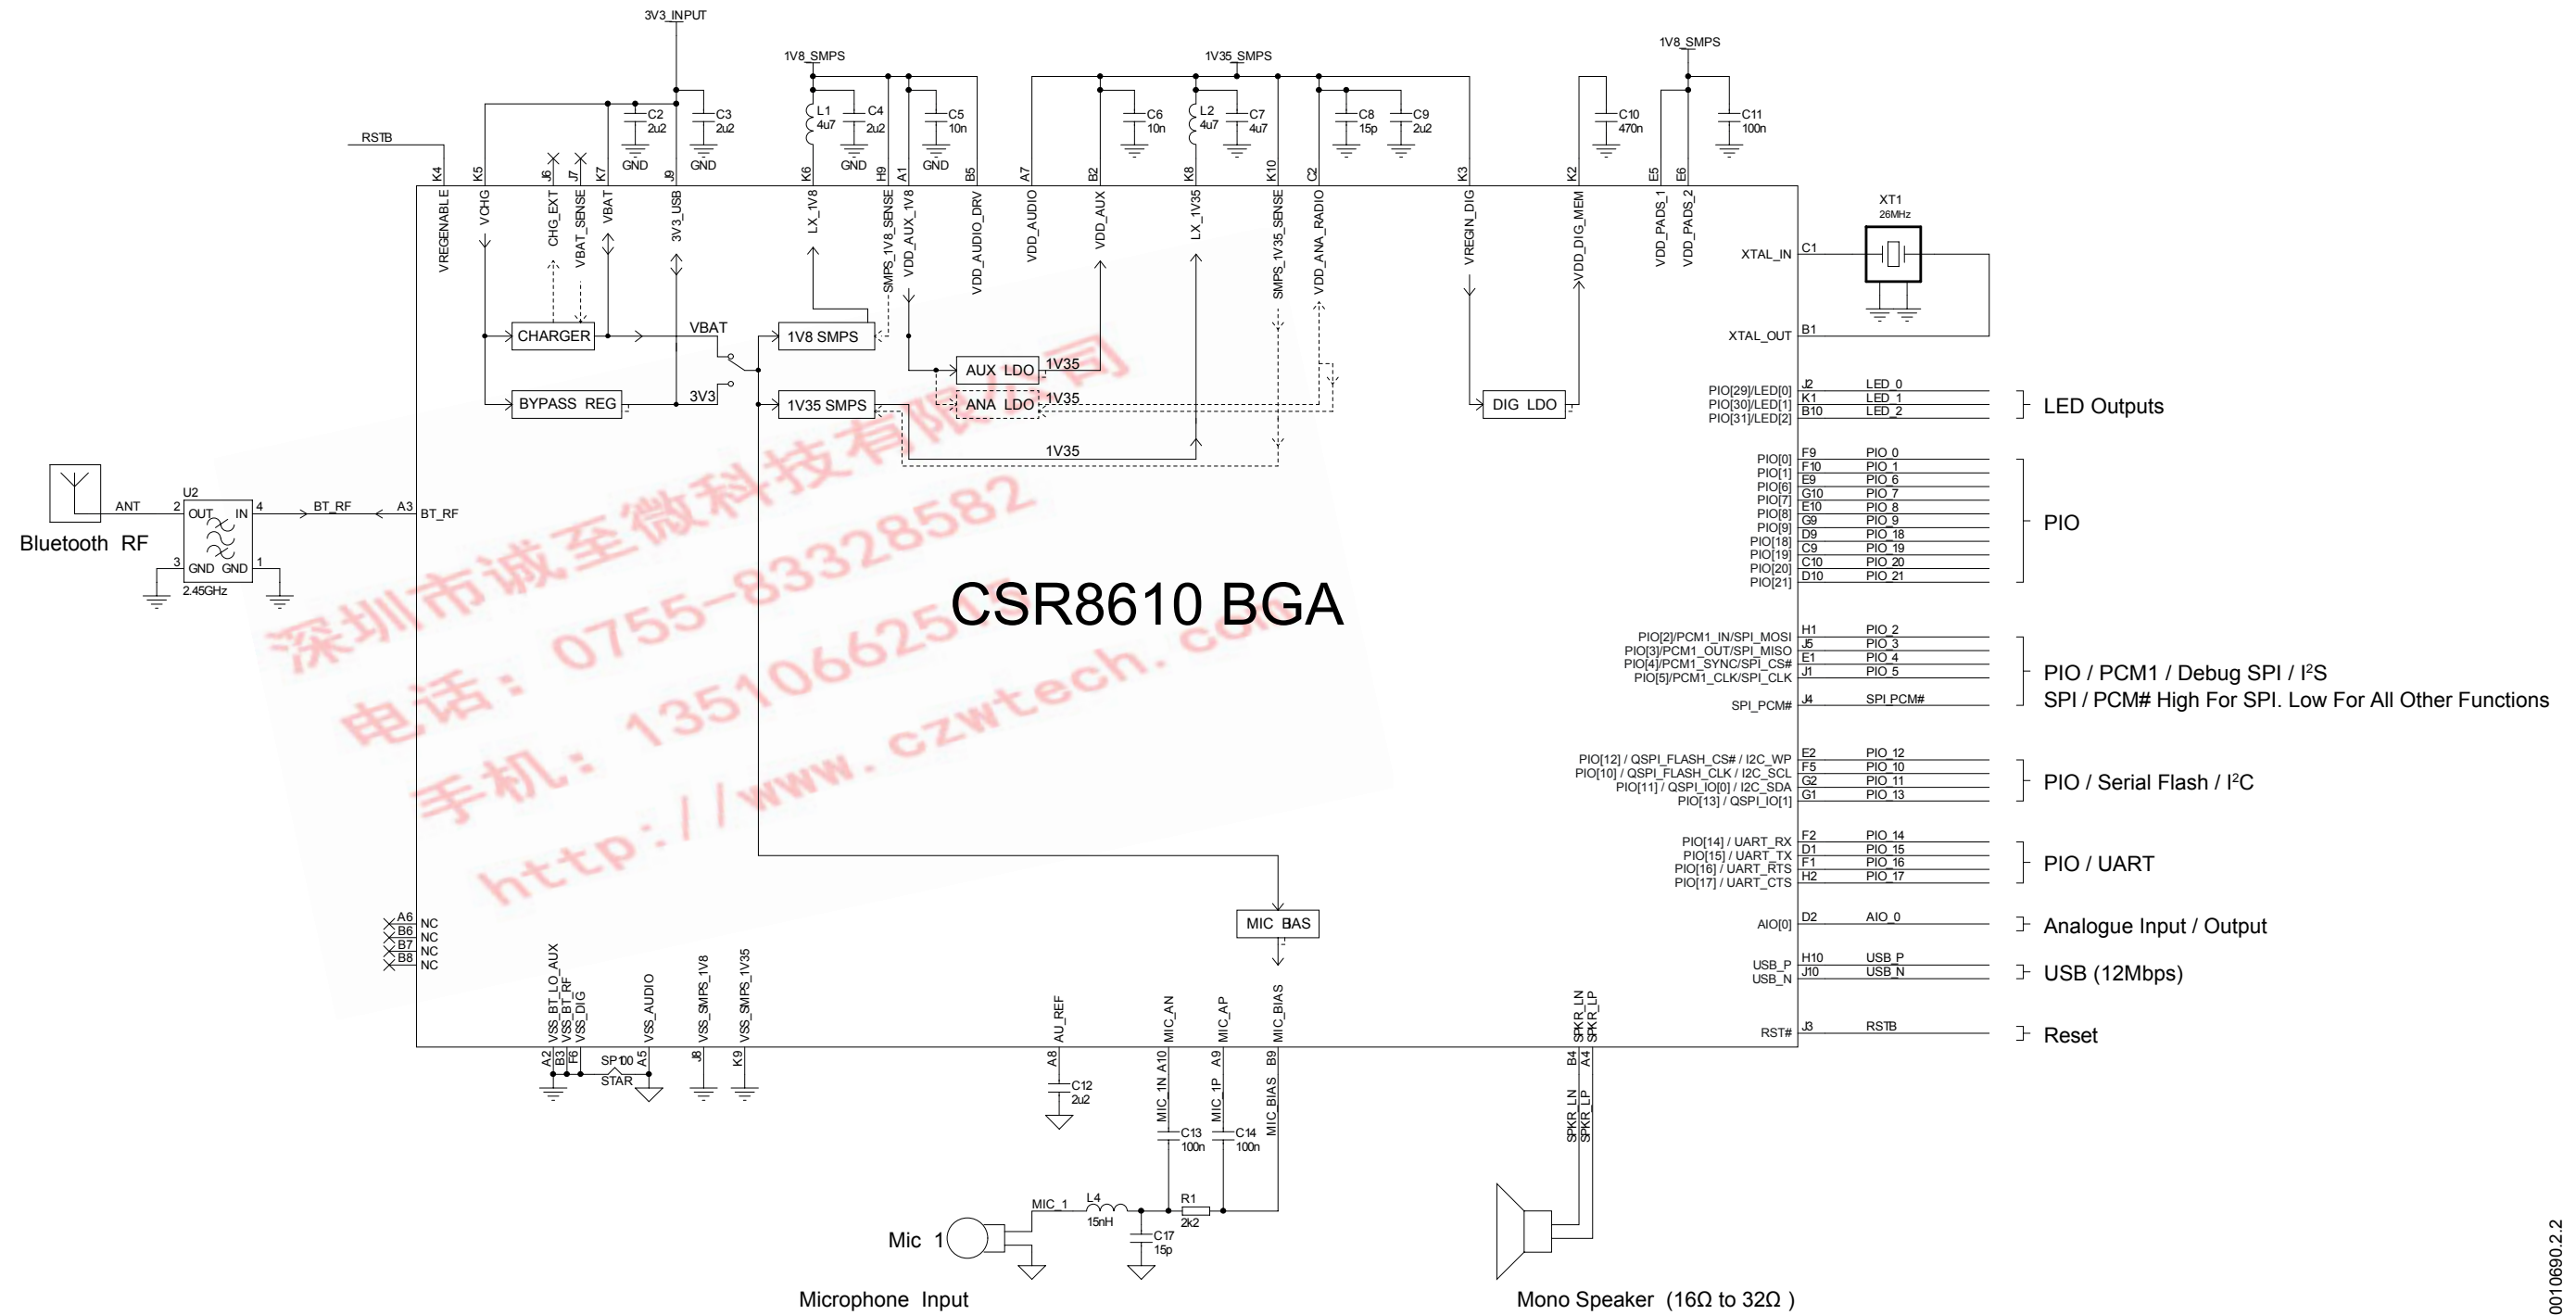 3V3_INPUT
1V8_SMPS
1V35_SMPS
1V8_SMPS
RSTB
C2
2u2
GND
C3
2u2
GND
L1
4u7
C4
2u2
GND
C5
10n
GND
C6
10n
L2
4u7
C7
4u7
C8
15p
C9
2u2
C10
470n
C11
100n
K4
K5
J6
J7
K7
J9
K6
H9
A1
B5
A7
B2
K8
K10
C2
K3
K2
E5
E6
VREGENABLE
VCHG
CHG_EXT
VBAT_SENSE
VBAT
3V3_USB
LX_1V8
SMPS_1V8_SENSE
VDD_AUX_1V8
VDD_AUDIO_DRV
VDD_AUDIO
VDD_AUX
LX_1V35
SMPS_1V35_SENSE
VDD_ANA_RADIO
VREGIN_DIG
VDD_DIG_MEM
VDD_PADS_1
VDD_PADS_2
CHARGER
VBAT
BYPASS REG
3V3
1V8 SMPS
1V35 SMPS
AUX LDO
1V35
ANA LDO
1V35
1V35
DIG LDO
XT1
26MHz
XTAL_IN C1
XTAL_OUT B1
PIO[29]/LED[0] J2 LED_0
PIO[30]/LED[1] K1 LED_1
PIO[31]/LED[2] B10 LED_2
LED Outputs
PIO[0] F9 PIO_0
PIO[1] F10 PIO_1
PIO[6] E9 PIO_6
PIO[7] G10 PIO_7
PIO[8] E10 PIO_8
PIO[9] G9 PIO_9
PIO[18] D9 PIO_18
PIO[19] C9 PIO_19
PIO[20] C10 PIO_20
PIO[21] D10 PIO_21
PIO
Bluetooth RF
ANT
U2
2 OUT IN 4
3 GND GND 1
2.45GHz
BT_RF
A3 BT_RF
深圳市诚至微科技有限公司
电话：0755-83328582
http://www.czwtech.com
CSR8610 BGA
PIO[2]/PCM1_IN/SPI_MOSI H1 PIO_2
PIO[3]/PCM1_OUT/SPI_MISO J5 PIO_3
PIO[4]/PCM1_SYNC/SPI_CS# E1 PIO_4
PIO[5]/PCM1_CLK/SPI_CLK J1 PIO_5
SPI_PCM# J4 SPI_PCM#
PIO / PCM1 / Debug SPI / I²S
SPI / PCM# High For SPI. Low For All Other Functions
PIO[12] / QSPI_FLASH_CS# / I2C_WP E2 PIO_12
PIO[10] / QSPI_FLASH_CLK / I2C_SCL F5 PIO_10
PIO[11] / QSPI_IO[0] / I2C_SDA G2 PIO_11
PIO[13] / QSPI_IO[1] G1 PIO_13
PIO / Serial Flash / I²C
PIO[14] / UART_RX F2 PIO_14
PIO[15] / UART_TX D1 PIO_15
PIO[16] / UART_RTS F1 PIO_16
PIO[17] / UART_CTS H2 PIO_17
PIO / UART
AIO[0] D2 AIO_0
Analogue Input / Output
USB_P H10 USB_P
USB_N J10 USB_N
USB (12Mbps)
RST# J3 RSTB
Reset
A6 NC
B6 NC
B7 NC
B8 NC
MIC BIAS
VSS_BT_LO_AUX
VSS_BT_RF
VSS_DIG
VSS_AUDIO
VSS_SMPS_1V8
VSS_SMPS_1V35
AU_REF
MIC_AN
MIC_AP
MIC_BIAS
SPKR_LN
SPKR_LP
A2
B3
F6
SP100
STAR
A5
J8
K9
A8
A10
A9
B9
B4
A4
C12
2u2
MIC_1N
MIC_1P
MIC_BIAS
SPKR_LN
SPKR_LP
C13
100n
C14
100n
MIC_1
L4
15nH
R1
2k2
C17
15p
Mic 1
Microphone Input
Mono Speaker (16Ω to 32Ω )
0010690.2.2